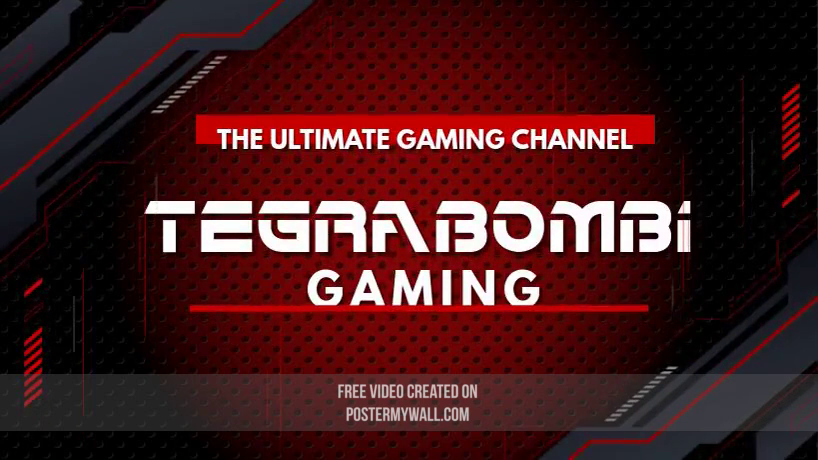 THE ULTIMATE GAMING CHANNEL
TEGRABOMBI
GAMING
FREE VIDEO CREATED ON
POSTERMYWALL.COM